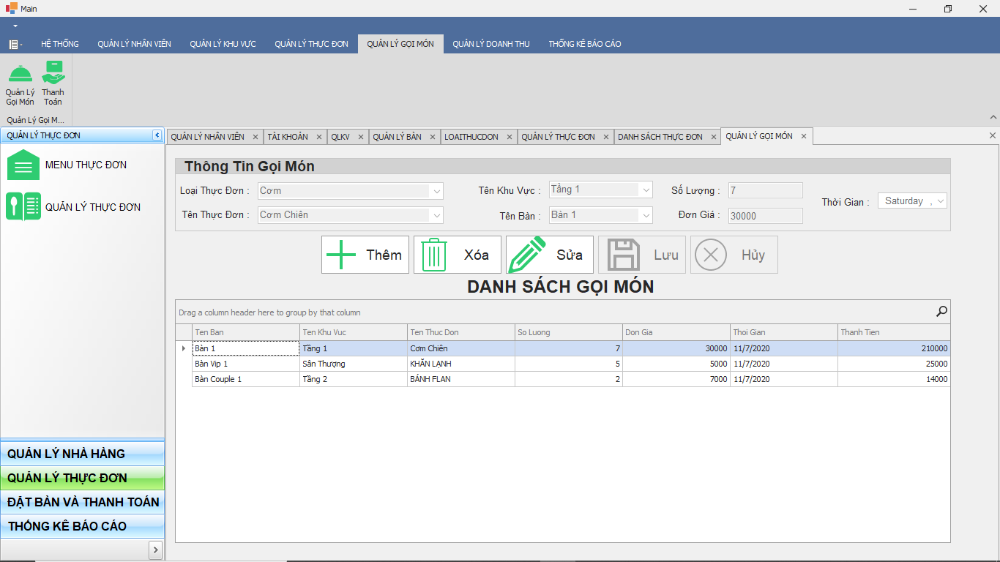 Main
HỆ THỐNG QUẢN LÝ NHÂN VIÊN QUẢN LÝ KHU VỰC QUẢN LÝ THỰC ĐƠN QUẢN LÝ GỌI MÓN QUẢN LÝ DOANH THU THỐNG KÊ BÁO CÁO
Quản Lý Gọi Món
Thanh Toán
Quản Lý Gọi M...
QUẢN LÝ THỰC ĐƠN
MENU THỰC ĐƠN
QUẢN LÝ THỰC ĐƠN
QUẢN LÝ NHÀ HÀNG
QUẢN LÝ THỰC ĐƠN
ĐẶT BÀN VÀ THANH TOÁN
THỐNG KÊ BÁO CÁO
QUẢN LÝ NHÂN VIÊN TÀI KHOẢN QLKV QUẢN LÝ BÀN LOAITHUCDON QUẢN LÝ THỰC ĐƠN DANH SÁCH THỰC ĐƠN QUẢN LÝ GỌI MÓN
Thông Tin Gọi Món
Loại Thực Đơn : Cơm Tên Khu Vực : Tầng 1 Số Lượng : 7
Thời Gian : Saturday ,
Tên Thực Đơn : Cơm Chiên Tên Bàn : Bàn 1 Đơn Giá : 30000
Thêm Xóa Sửa Lưu Hủy
DANH SÁCH GỌI MÓN
Drag a column header here to group by that column
Ten Ban Ten Khu Vuc Ten Thuc Don So Luong Don Gia Thoi Gian Thanh Tien
Bàn 1 Tầng 1 Cơm Chiên 7 30000 11/7/2020 210000
Bàn Vip 1 Sân Thượng KHĂN LẠNH 5 5000 11/7/2020 25000
Bàn Couple 1 Tầng 2 BÁNH FLAN 2 7000 11/7/2020 14000